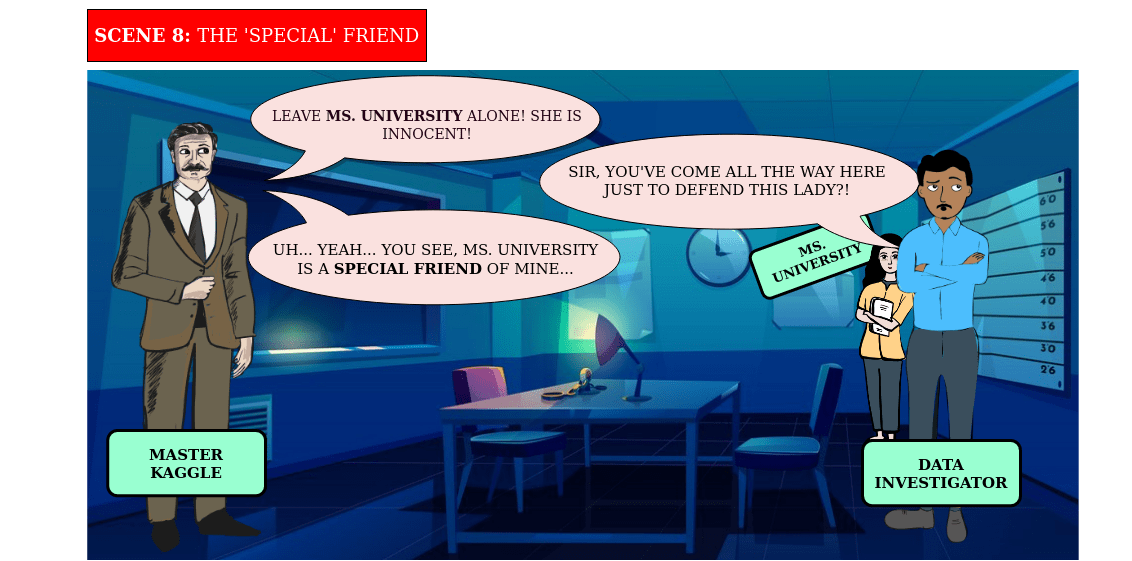 SCENE 8: THE 'SPECIAL' FRIEND
LEAVE MS. UNIVERSITY ALONE! SHE IS
INNOCENT!
SIR, YOU'VE COME ALL THE WAY HERE
JUST TO DEFEND THIS LADY?!
UH... YEAH... YOU SEE, MS. UNIVERSITY
IS A SPECIAL FRIEND OF MINE...
MS.
UNIVERSITY
60
56
50
46
40
36
30
26
MASTER
KAGGLE
DATA
INVESTIGATOR